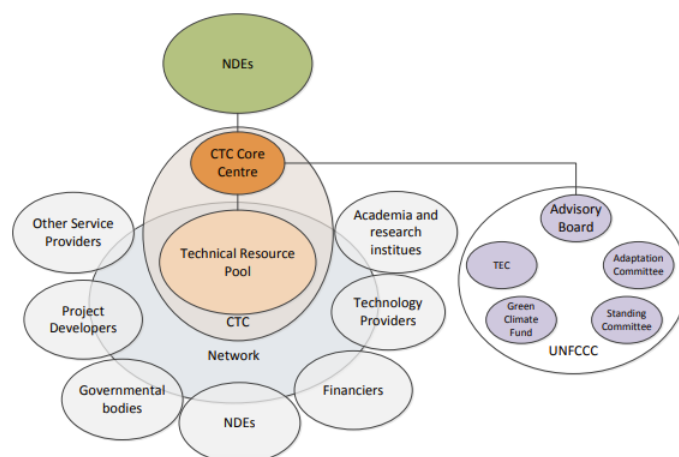 NDEs
CTC Core
Centre
Other Service
Providers
Academia and
research
institues
Advisory
Board
Technical Resource
Pool
TEC
Adaptation
Committee
Project
Developers
Technology
Providers
CTC
Green
Climate
Fund
Standing
Committee
Network
UNFCCC
Governmental
bodies
Financiers
NDEs